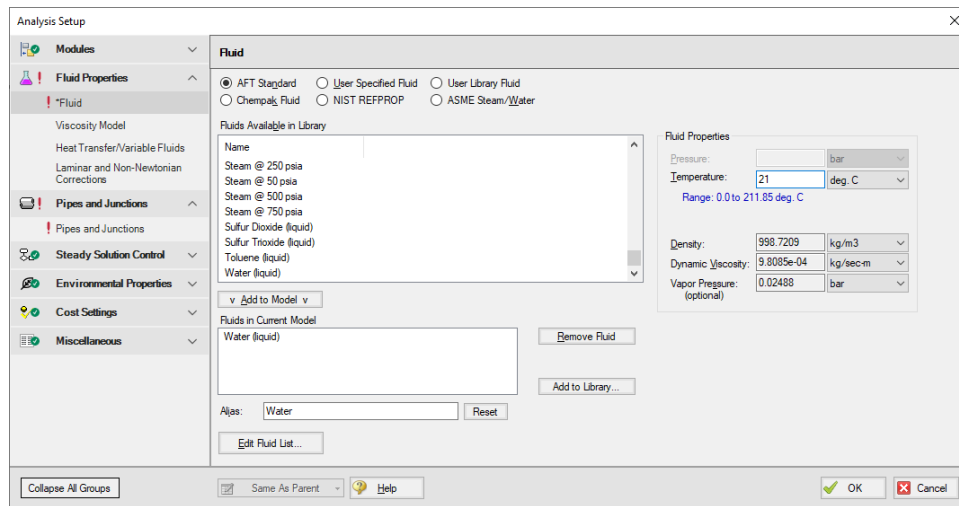 Analysis Setup
Modules
Fluid Properties
*Fluid
Viscosity Model
Heat Transfer/Variable Fluids
Laminar and Non-Newtonian
Corrections
Pipes and Junctions
Pipes and Junctions
Steady Solution Control
Environmental Properties
Cost Settings
Miscellaneous
Fluid
AFT Standard User Specified Fluid User Library Fluid
Chempak Fluid NIST REFPROP ASME Steam/Water
Fluids Available in Library
Name
Steam @ 250 psia
Steam @ 50 psia
Steam @ 500 psia
Steam @ 750 psia
Sulfur Dioxide (liquid)
Sulfur Trioxide (liquid)
Toluene (liquid)
Water (liquid)
v Add to Model v
Fluids in Current Model
Water (liquid)
Remove Fluid
Add to Library...
Alias: Water Reset
Edit Fluid List...
Fluid Properties
Pressure: bar
Temperature: 21 deg. C
Range: 0.0 to 211.85 deg. C
Density: 998.7209 kg/m3
Dynamic Viscosity: 9.8085e-04 kg/sec-m
Vapor Pressure: 0.02488 bar
(optional)
Collapse All Groups Same As Parent Help OK Cancel